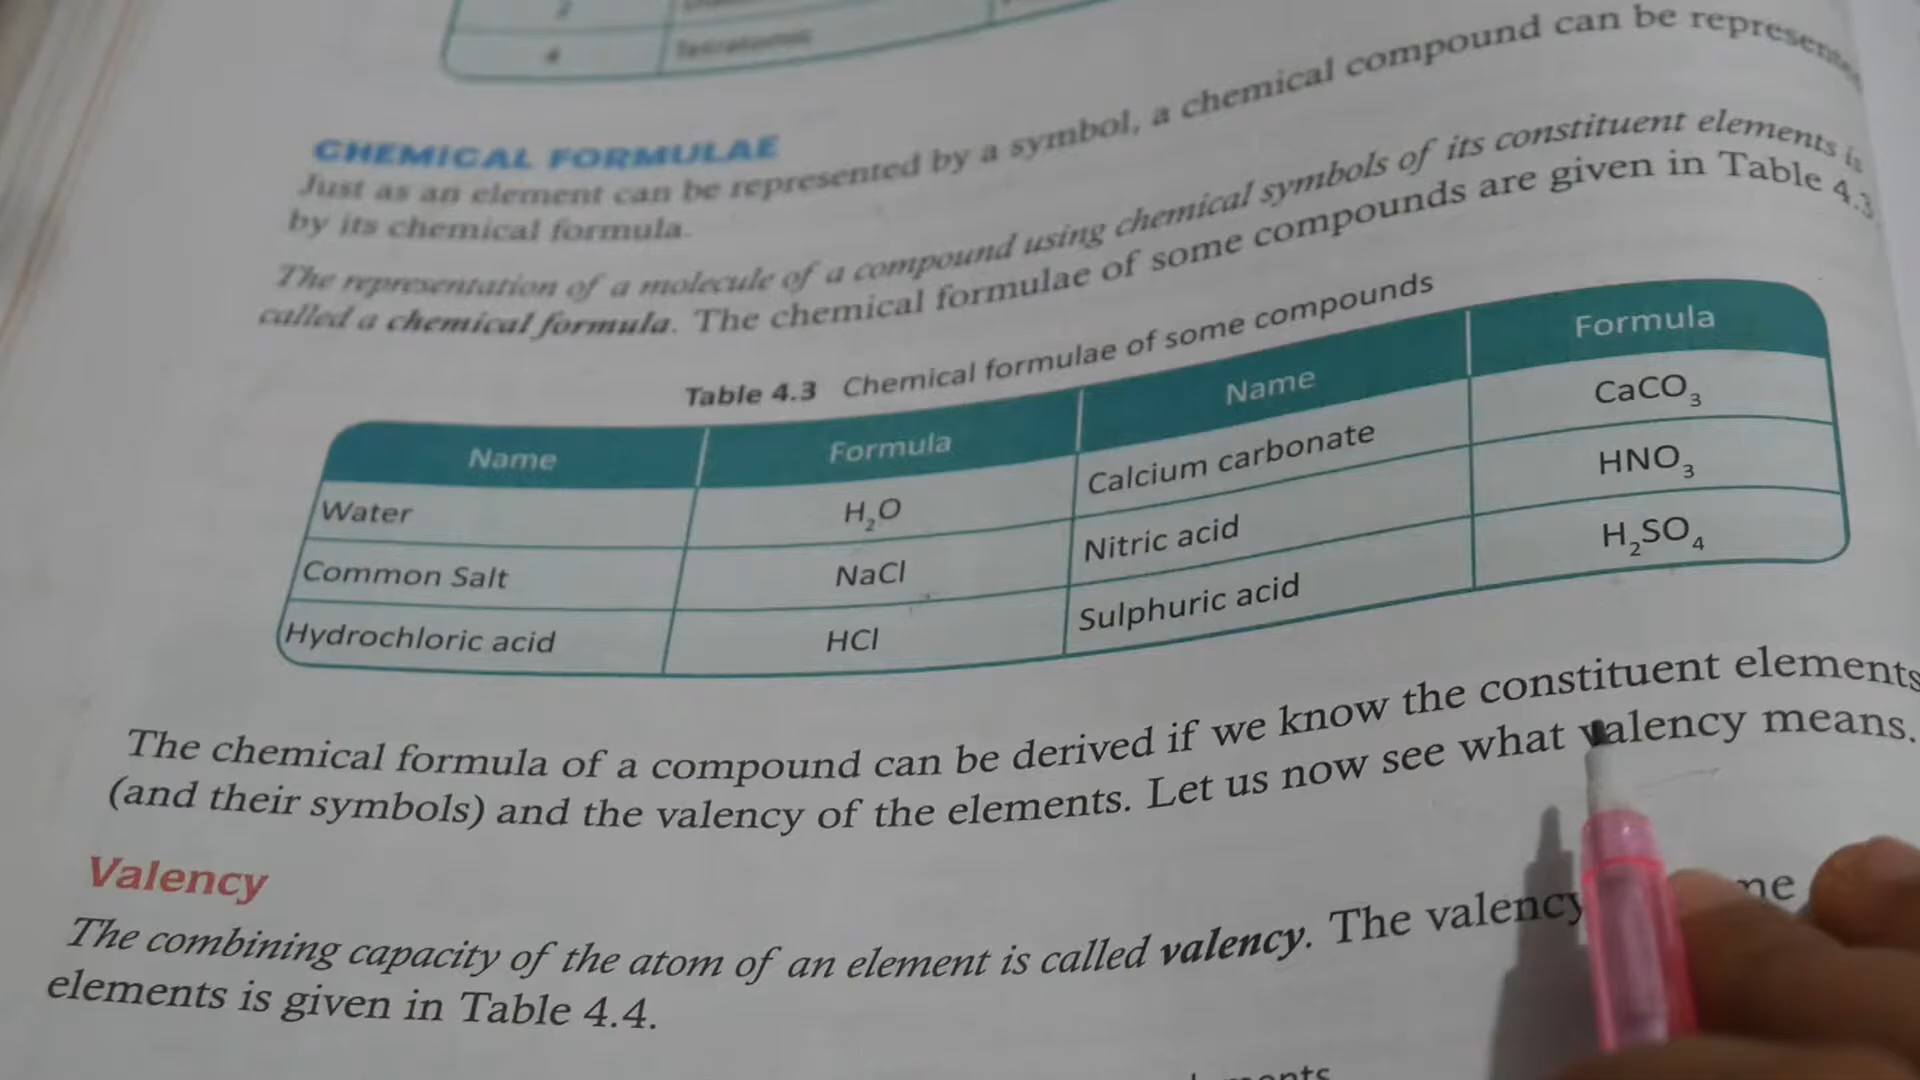 4 Tetratomic
CHEMICAL FORMULAE
Just as an element can be represented by a symbol, a chemical compound can be represented
by its chemical formula.
The representation of a molecule of a compound using chemical symbols of its constituent elements is
called a chemical formula. The chemical formulae of some compounds are given in Table 4.3
Table 4.3 Chemical formulae of some compounds
Name Formula Name Formula
Water H₂O Calcium carbonate CaCO₃
Common Salt NaCl Nitric acid HNO₃
Hydrochloric acid HCl Sulphuric acid H₂SO₄
The chemical formula of a compound can be derived if we know the constituent elements
(and their symbols) and the valency of the elements. Let us now see what valency means.
Valency
The combining capacity of the atom of an element is called valency. The valency
elements is given in Table 4.4.